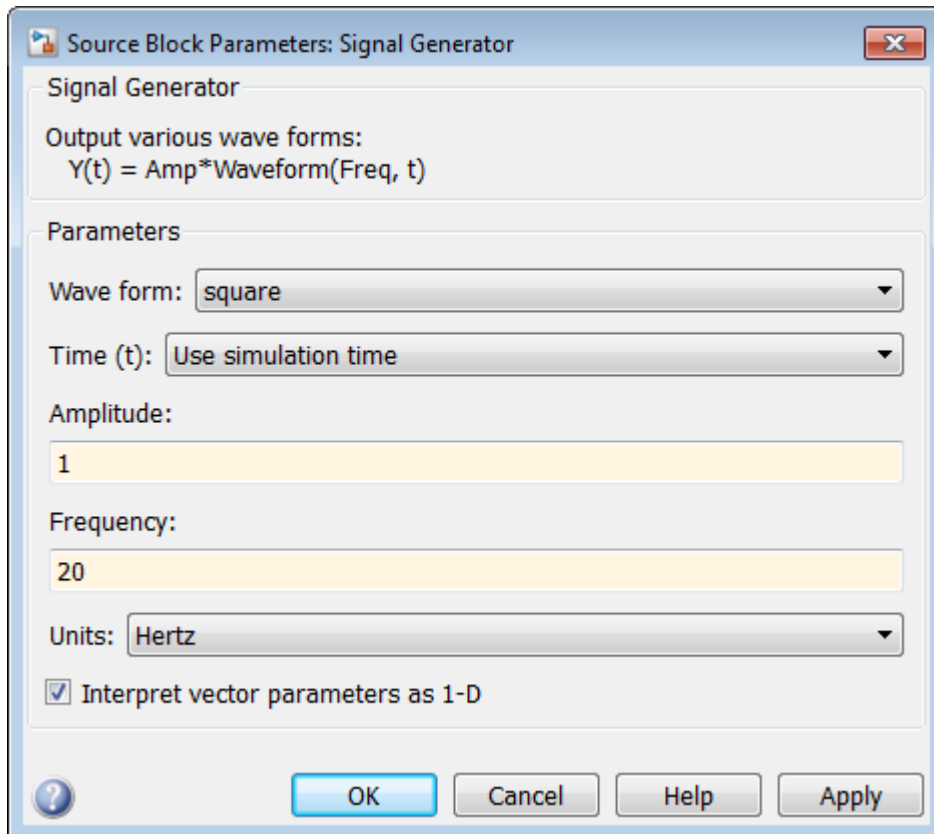 Source Block Parameters: Signal Generator
Signal Generator
Output various wave forms:
Y(t) = Amp*Waveform(Freq, t)
Parameters
Wave form: square
Time (t): Use simulation time
Amplitude:
1
Frequency:
20
Units: Hertz
Interpret vector parameters as 1-D
OK Cancel Help Apply